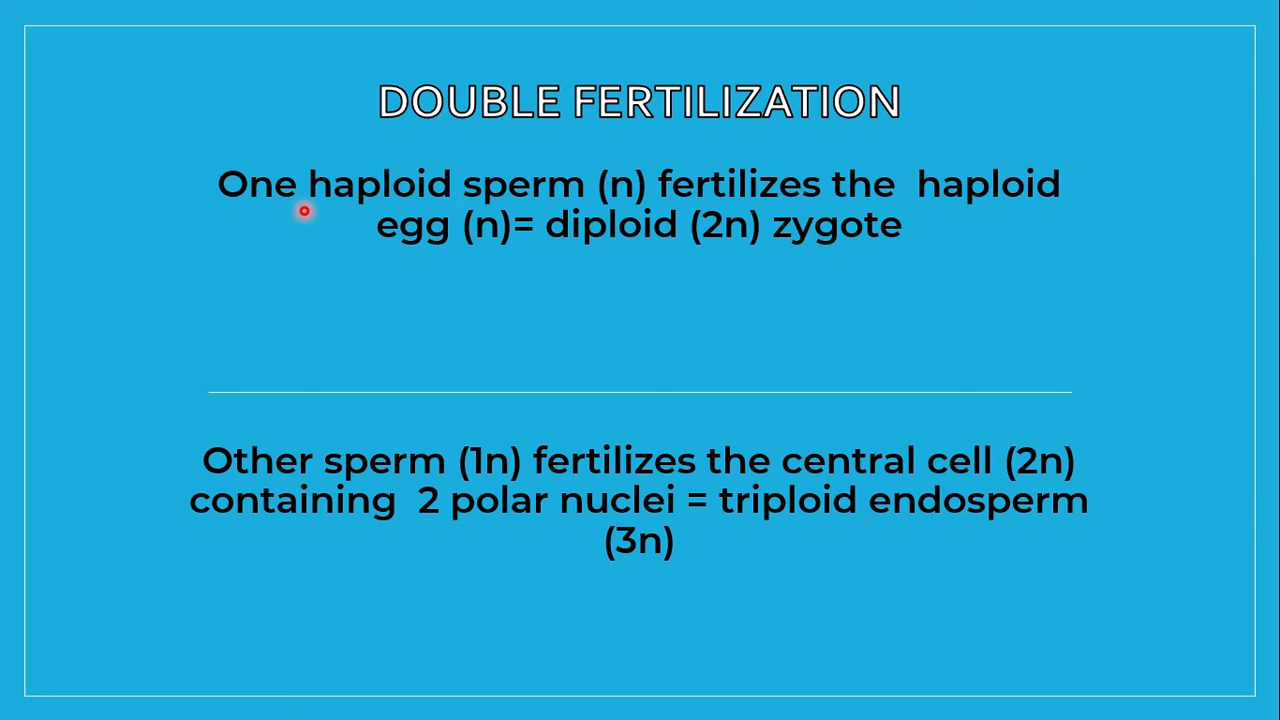 DOUBLE FERTILIZATION
One haploid sperm (n) fertilizes the  haploid
egg (n)= diploid (2n) zygote
Other sperm (1n) fertilizes the central cell (2n)
containing  2 polar nuclei = triploid endosperm
(3n)